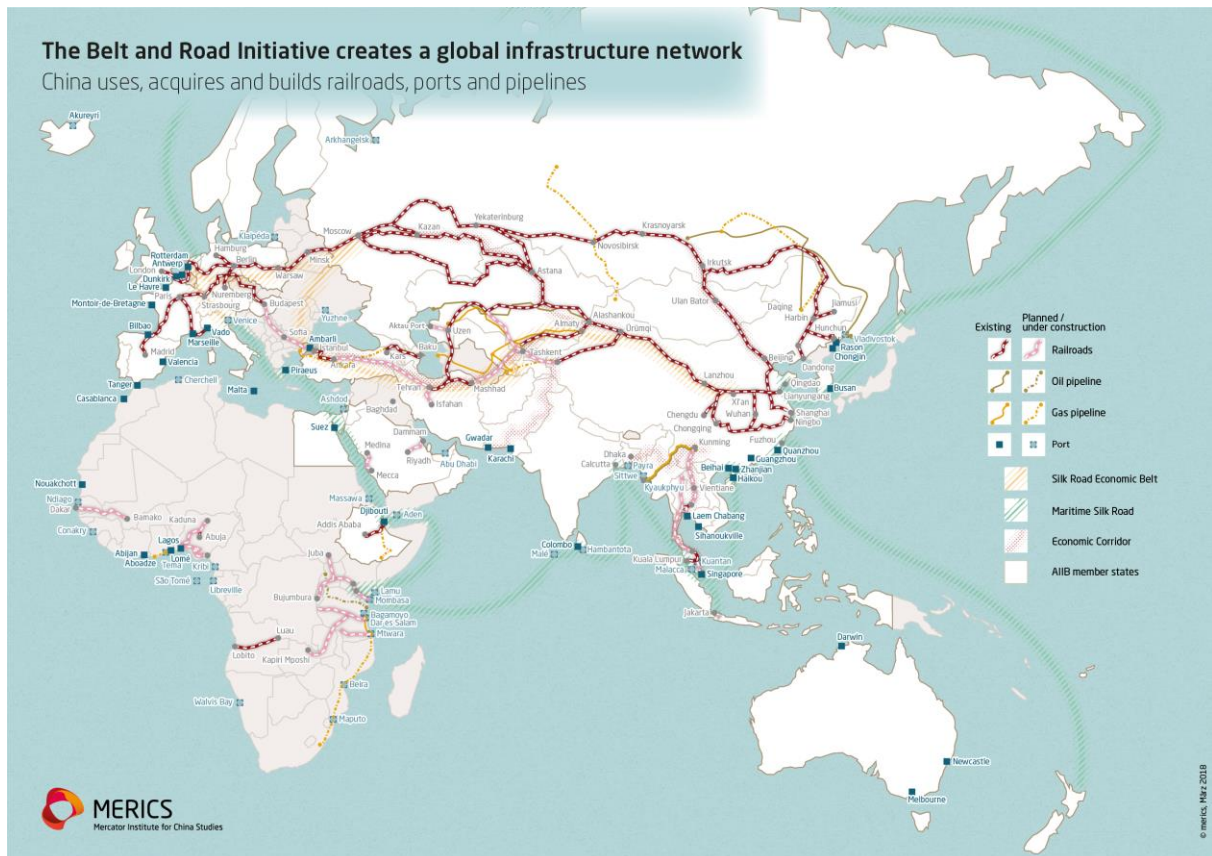 The Belt and Road Initiative creates a global infrastructure network
China uses, acquires and builds railroads, ports and pipelines
Akureyri
Arkhangelsk
Klaipėda
Moscow
Kazan
Yekaterinburg
Krasnoyarsk
Novosibirsk
Hamburg
Rotterdam
Antwerp
Berlin
London
Minsk
Dunkirk
Warsaw
Le Havre
Paris
Nuremberg
Strasbourg
Budapest
Montoir-de-Bretagne
Astana
Irkutsk
Ulan Bator
Daqing
Jiamusi
Harbin
Hunchun
Vladivostok
Rason
Chongjin
Dandong
Bilbao
Venice
Vado
Marseille
Madrid
Valencia
Yuzhne
Sofia
Ambarli
Istanbul
Ankara
Kars
Baku
Aktau Port
Uzen
Almaty
Alashankou
Ürümqi
Tashkent
Beijing
Lanzhou
Qingdao
Lianyungang
Busan
Tanger
Casablanca
Cherchell
Malta
Piraeus
Ashdod
Tehran
Mashhad
Isfahan
Baghdad
Xi'an
Chengdu
Wuhan
Chongqing
Shanghai
Ningbo
Suez
Dammam
Medina
Riyadh
Abu Dhabi
Mecca
Gwadar
Karachi
Kunming
Fuzhou
Quanzhou
Guangzhou
Dhaka
Calcutta
Payra
Sittwe
Kyaukphyu
Beihai
Zhanjian
Haikou
Vientiane
Nouakchott
Ndiago
Dakar
Bamako
Kaduna
Conakry
Abuja
Lagos
Abijan
Lomé
Aboadze
Tema
Kribi
São Tomé
Libreville
Massawa
Djibouti
Aden
Addis Ababa
Juba
Laem Chabang
Sihanoukville
Colombo
Hambantota
Malé
Kuala Lumpur
Kuantan
Malacca
Singapore
Jakarta
Bujumbura
Lamu
Mombasa
Bagamoyo
Dar es Salam
Mtwara
Luau
Lobito
Kapiri Mposhi
Beira
Walvis Bay
Maputo
Darwin
Newcastle
Melbourne
Existing
Planned /
under construction
Railroads
Oil pipeline
Gas pipeline
Port
Silk Road Economic Belt
Maritime Silk Road
Economic Corridor
AIIB member states
MERICS
Mercator Institute for China Studies
© merics, März 2018